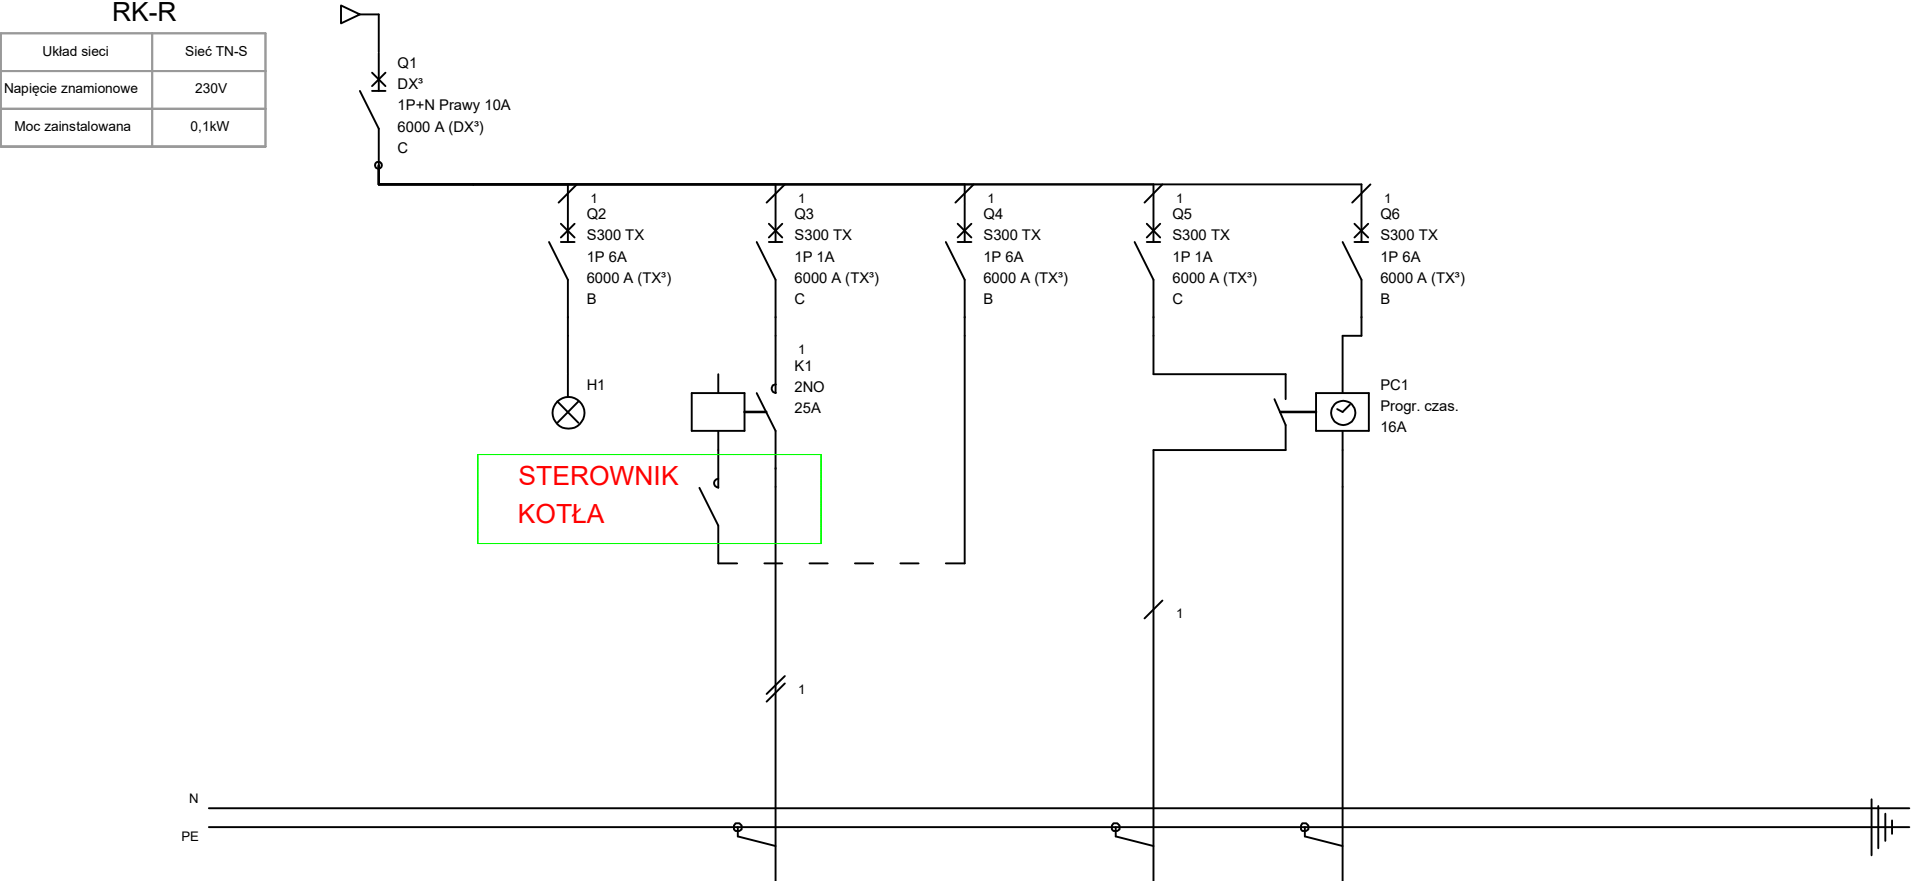 RK-R
Układ sieci Sieć TN-S
Napięcie znamionowe 230V
Moc zainstalowana 0,1kW
Q1
DX³
1P+N Prawy 10A
6000 A (DX³)
C
1
Q2
S300 TX
1P 6A
6000 A (TX³)
B
1
Q3
S300 TX
1P 1A
6000 A (TX³)
C
1
Q4
S300 TX
1P 6A
6000 A (TX³)
B
1
Q5
S300 TX
1P 1A
6000 A (TX³)
C
1
Q6
S300 TX
1P 6A
6000 A (TX³)
B
H1
1
K1
2NO
25A
PC1
Progr. czas.
16A
STEROWNIK
KOTŁA
1
1
N
PE